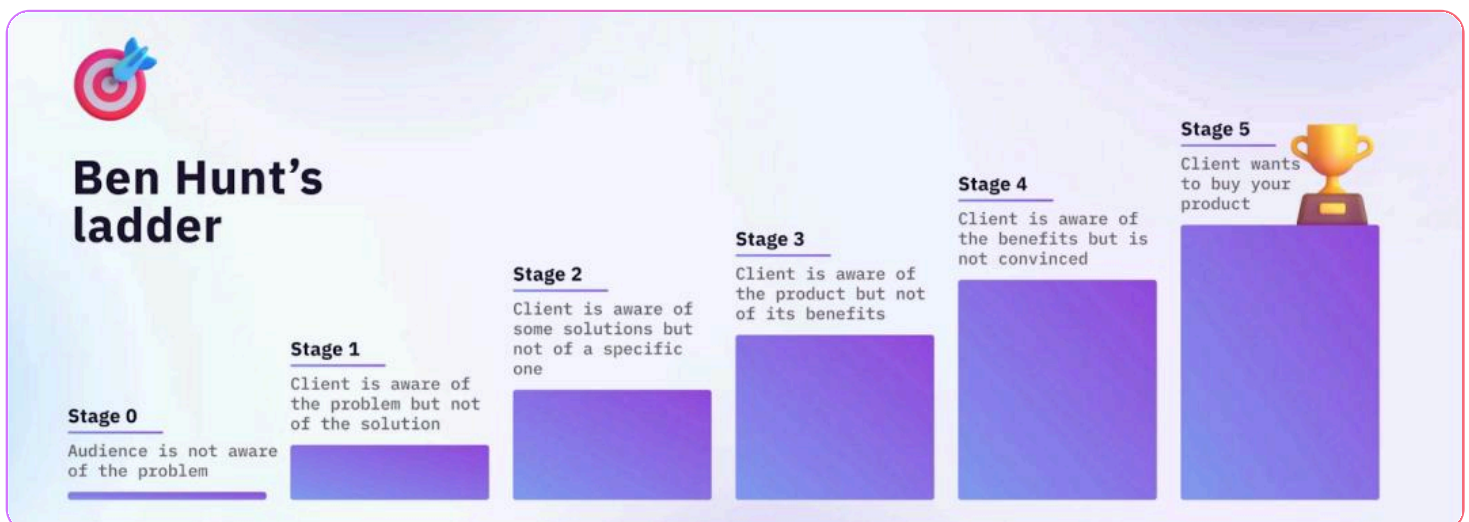 Ben Hunt’s
ladder
Stage 0
Audience is not aware
of the problem
Stage 1
Client is aware of
the problem but not
of the solution
Stage 2
Client is aware of
some solutions but
not of a specific
one
Stage 3
Client is aware of
the product but not
of its benefits
Stage 4
Client is aware of
the benefits but is
not convinced
Stage 5
Client wants
to buy your
product